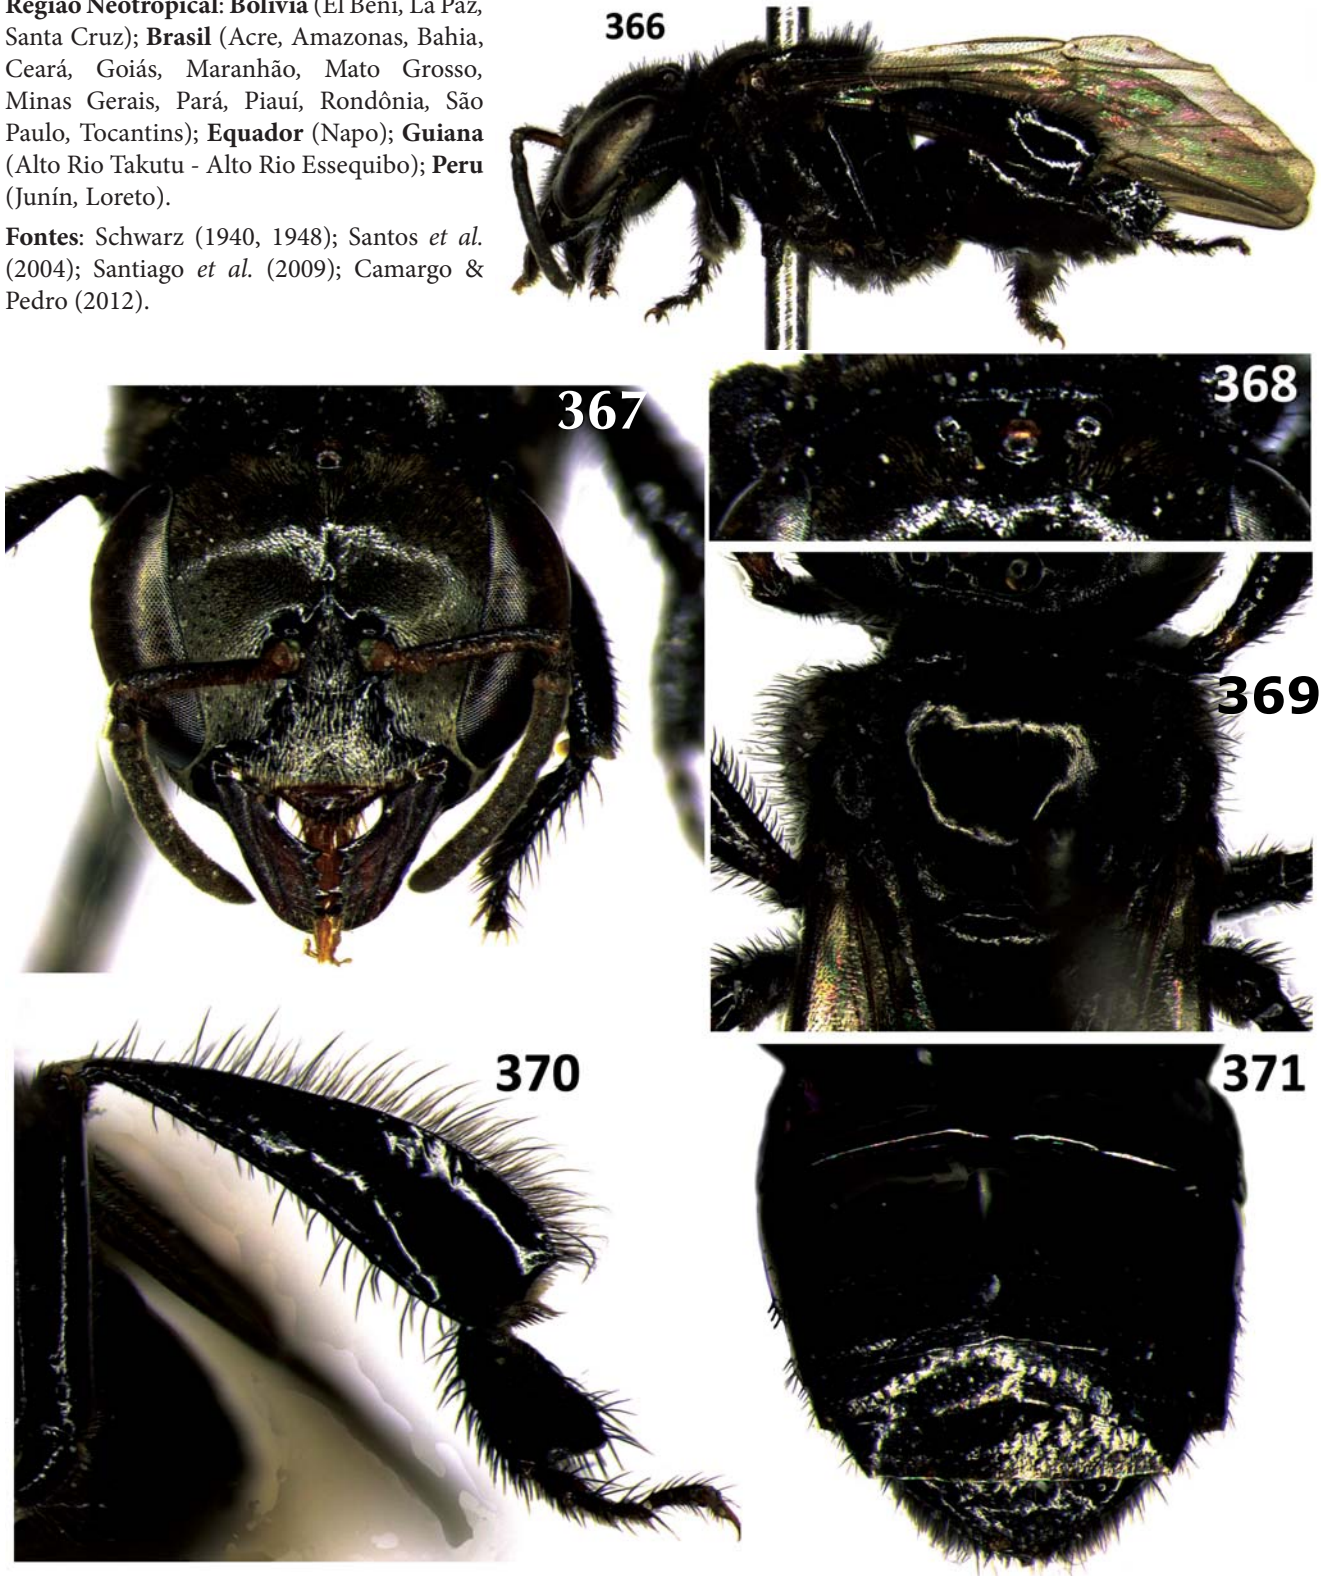 Região Neotropical: Bolívia (El Beni, La Paz,
Santa Cruz); Brasil (Acre, Amazonas, Bahia,
Ceará, Goiás, Maranhão, Mato Grosso,
Minas Gerais, Pará, Piauí, Rondônia, São
Paulo, Tocantins); Equador (Napo); Guiana
(Alto Rio Takutu - Alto Rio Essequibo); Peru
(Junín, Loreto).
Fontes: Schwarz (1940, 1948); Santos et al.
(2004); Santiago et al. (2009); Camargo &
Pedro (2012).
366
367
368
369
370
371